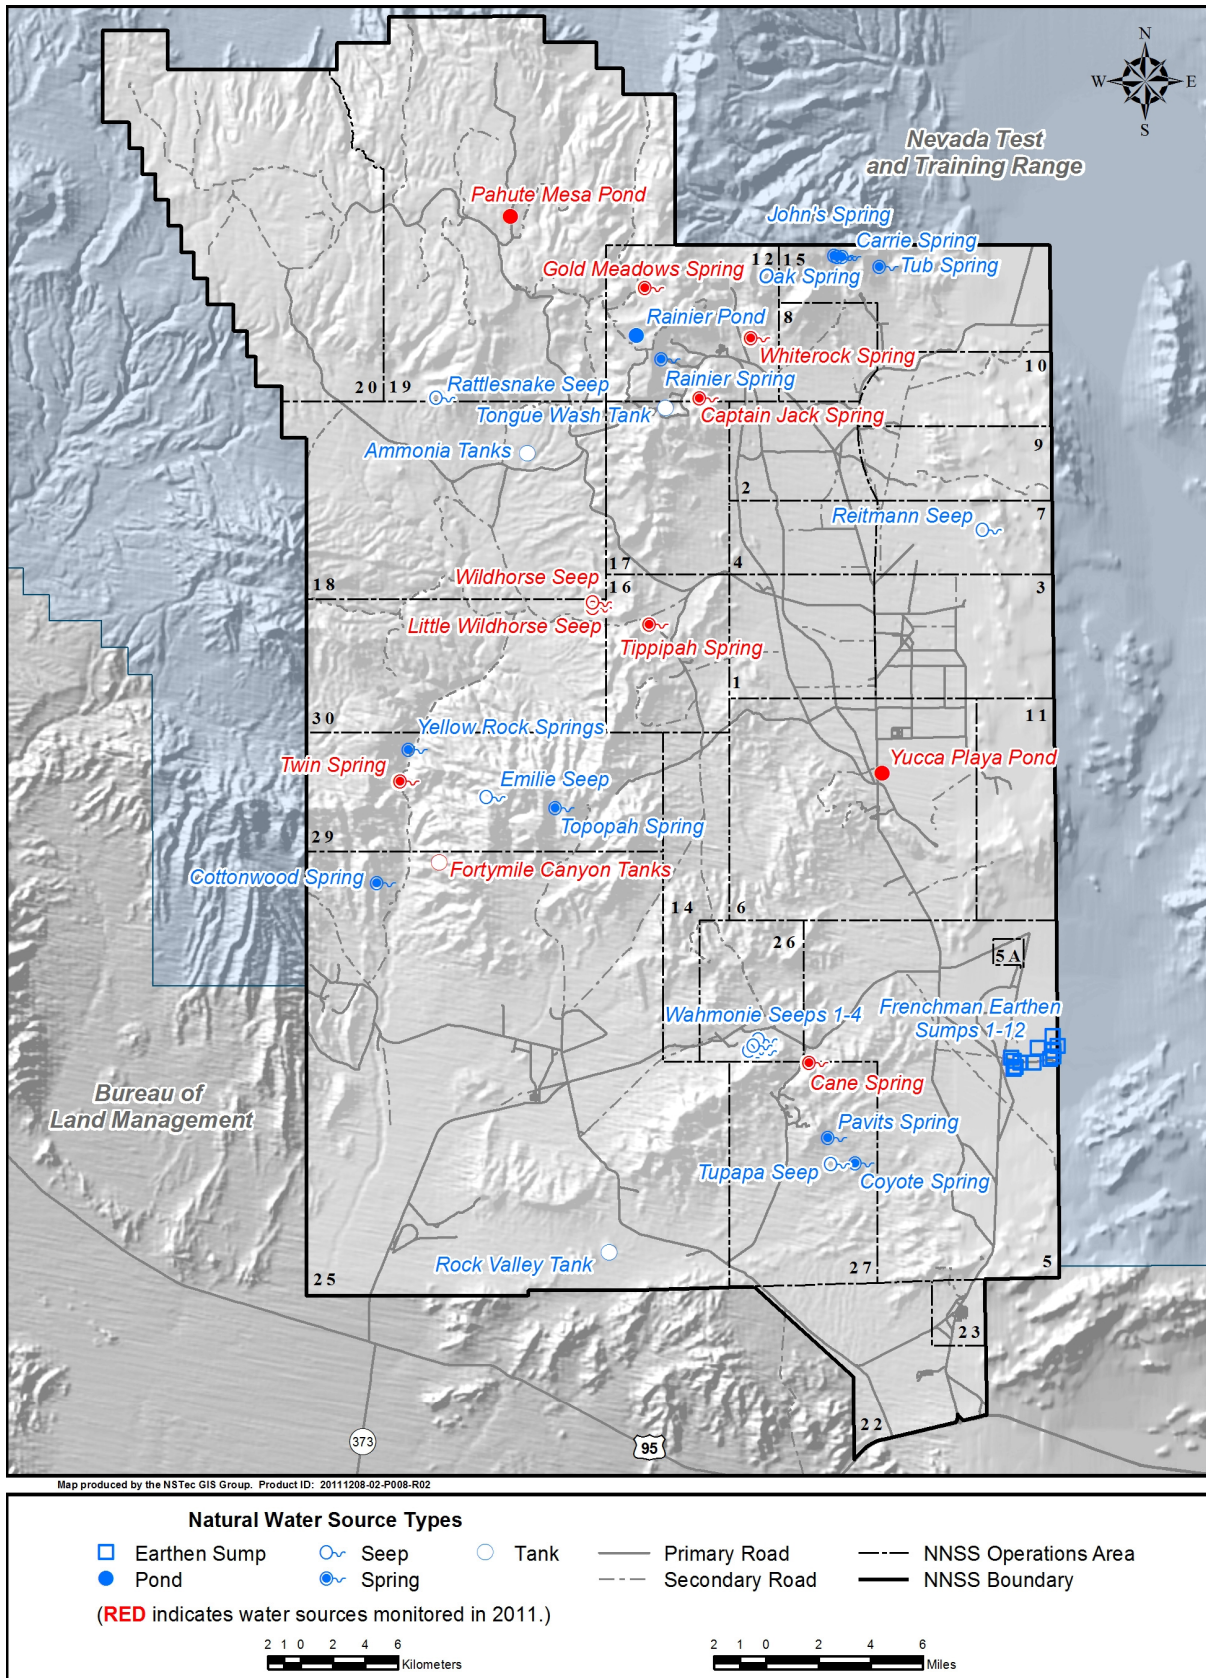 N
W
E
S
Nevada Test
and Training Range
Pahute Mesa Pond
John's Spring
Carrie Spring
12
15
Oak Spring
Tub Spring
Gold Meadows Spring
8
Rainier Pond
Whiterock Spring
10
Rainier Spring
20
19
Rattlesnake Seep
Tongue Wash Tank
Captain Jack Spring
Ammonia Tanks
9
2
Reitmann Seep
7
17
4
18
Wildhorse Seep
16
3
Little Wildhorse Seep
Tippipah Spring
1
30
11
Yellow Rock Springs
Twin Spring
Yucca Playa Pond
Emilie Seep
Topopah Spring
29
Cottonwood Spring
Fortymile Canyon Tanks
14
6
26
5A
Wahmonie Seeps 1-4
Frenchman Earthen
Sumps 1-12
Cane Spring
Bureau of
Land Management
Pavits Spring
Tupapa Seep
Coyote Spring
Rock Valley Tank
25
27
5
23
22
373
95
Map produced by the NSTec GIS Group. Product ID: 20111208-02-P008-R02
Natural Water Source Types
Earthen Sump
Seep
Tank
Primary Road
NNSS Operations Area
Pond
Spring
Secondary Road
NNSS Boundary
(RED indicates water sources monitored in 2011.)
2 1 0 2 4 6
Kilometers
2 1 0 2 4 6
Miles